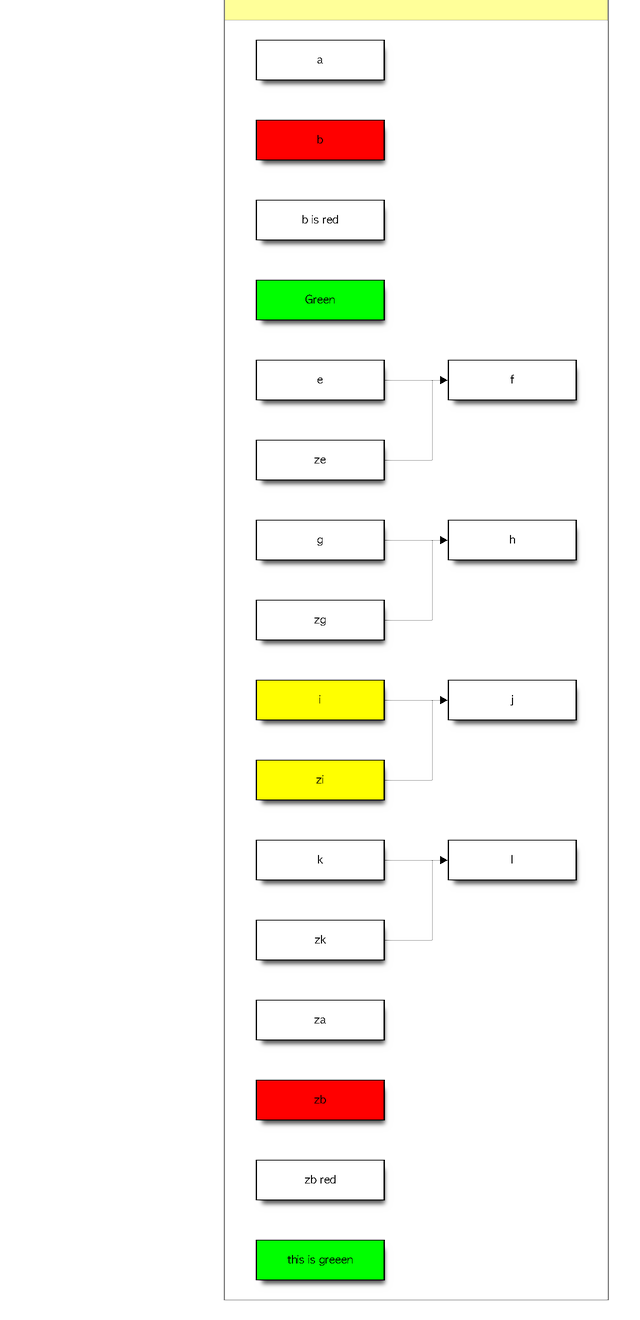 a
b
b is red
Green
e
f
ze
g
h
zg
i
j
zi
k
l
zk
za
zb
zb red
this is greeen